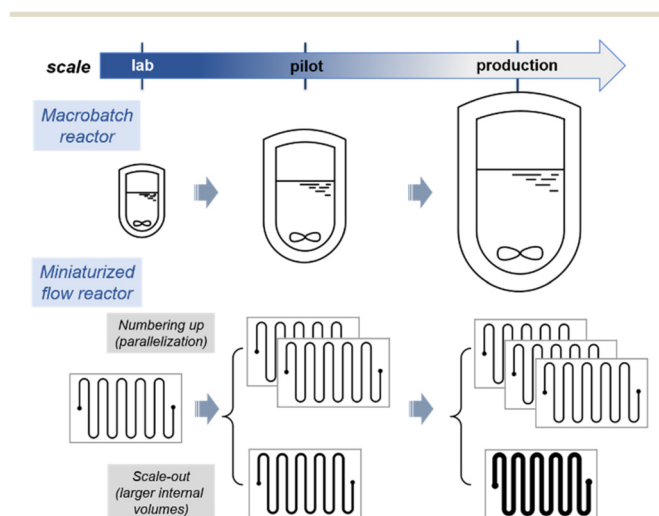 scale
lab
pilot
production
Macrobatch
reactor
Miniaturized
flow reactor
Numbering up
(parallelization)
Scale-out
(larger internal
volumes)